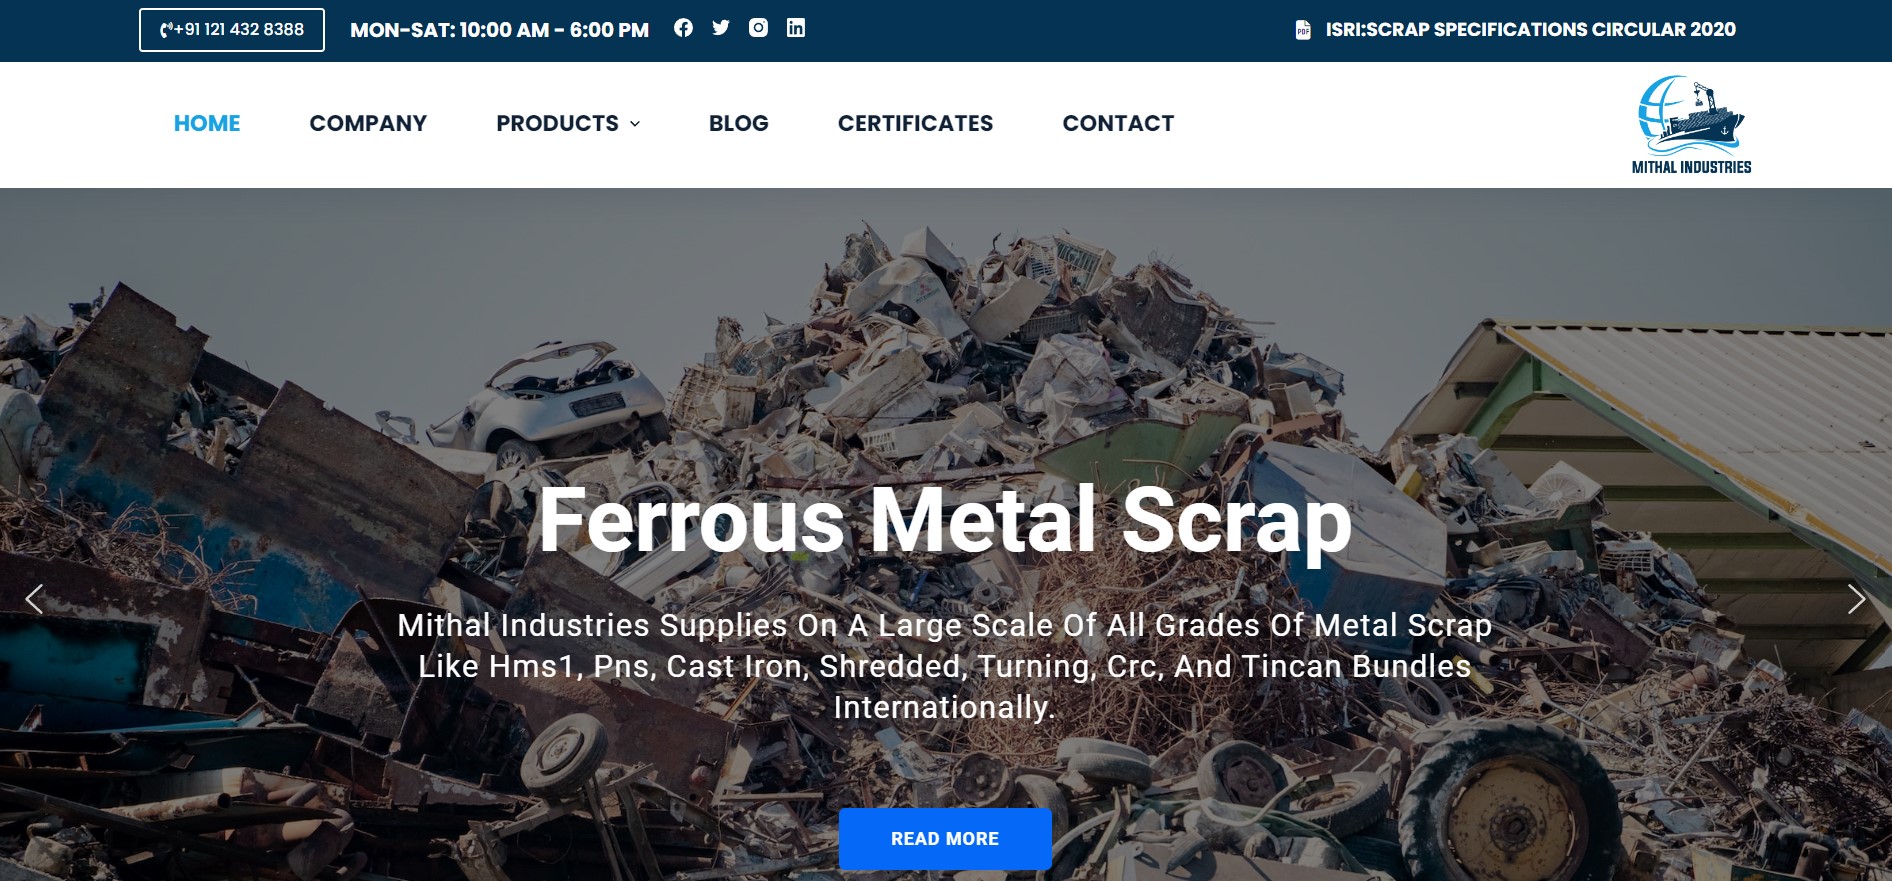 +91 121 432 8388
MON-SAT: 10:00 AM - 6:00 PM
ISRI:SCRAP SPECIFICATIONS CIRCULAR 2020
HOME
COMPANY
PRODUCTS
BLOG
CERTIFICATES
CONTACT
MITHAL INDUSTRIES
Ferrous Metal Scrap
Mithal Industries Supplies On A Large Scale Of All Grades Of Metal Scrap
Like Hms1, Pns, Cast Iron, Shredded, Turning, Crc, And Tincan Bundles
Internationally.
READ MORE